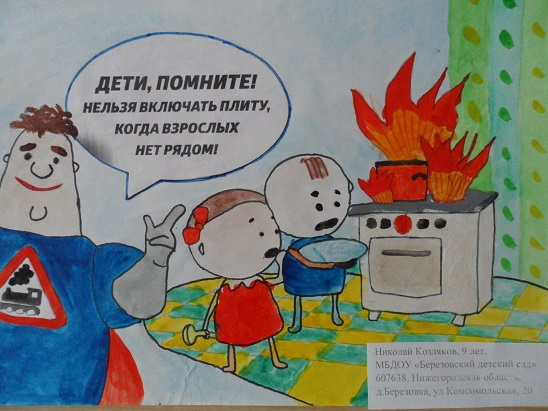 ДЕТИ, ПОМНИТЕ!
НЕЛЬЗЯ ВКЛЮЧАТЬ ПЛИТУ,
КОГДА ВЗРОСЛЫХ
НЕТ РЯДОМ!
Николай Козляков, 9 лет.
МБДОУ «Березовский детский сад»
607638, Нижегородская область,
д.Березовка, ул.Комсомольская, 20